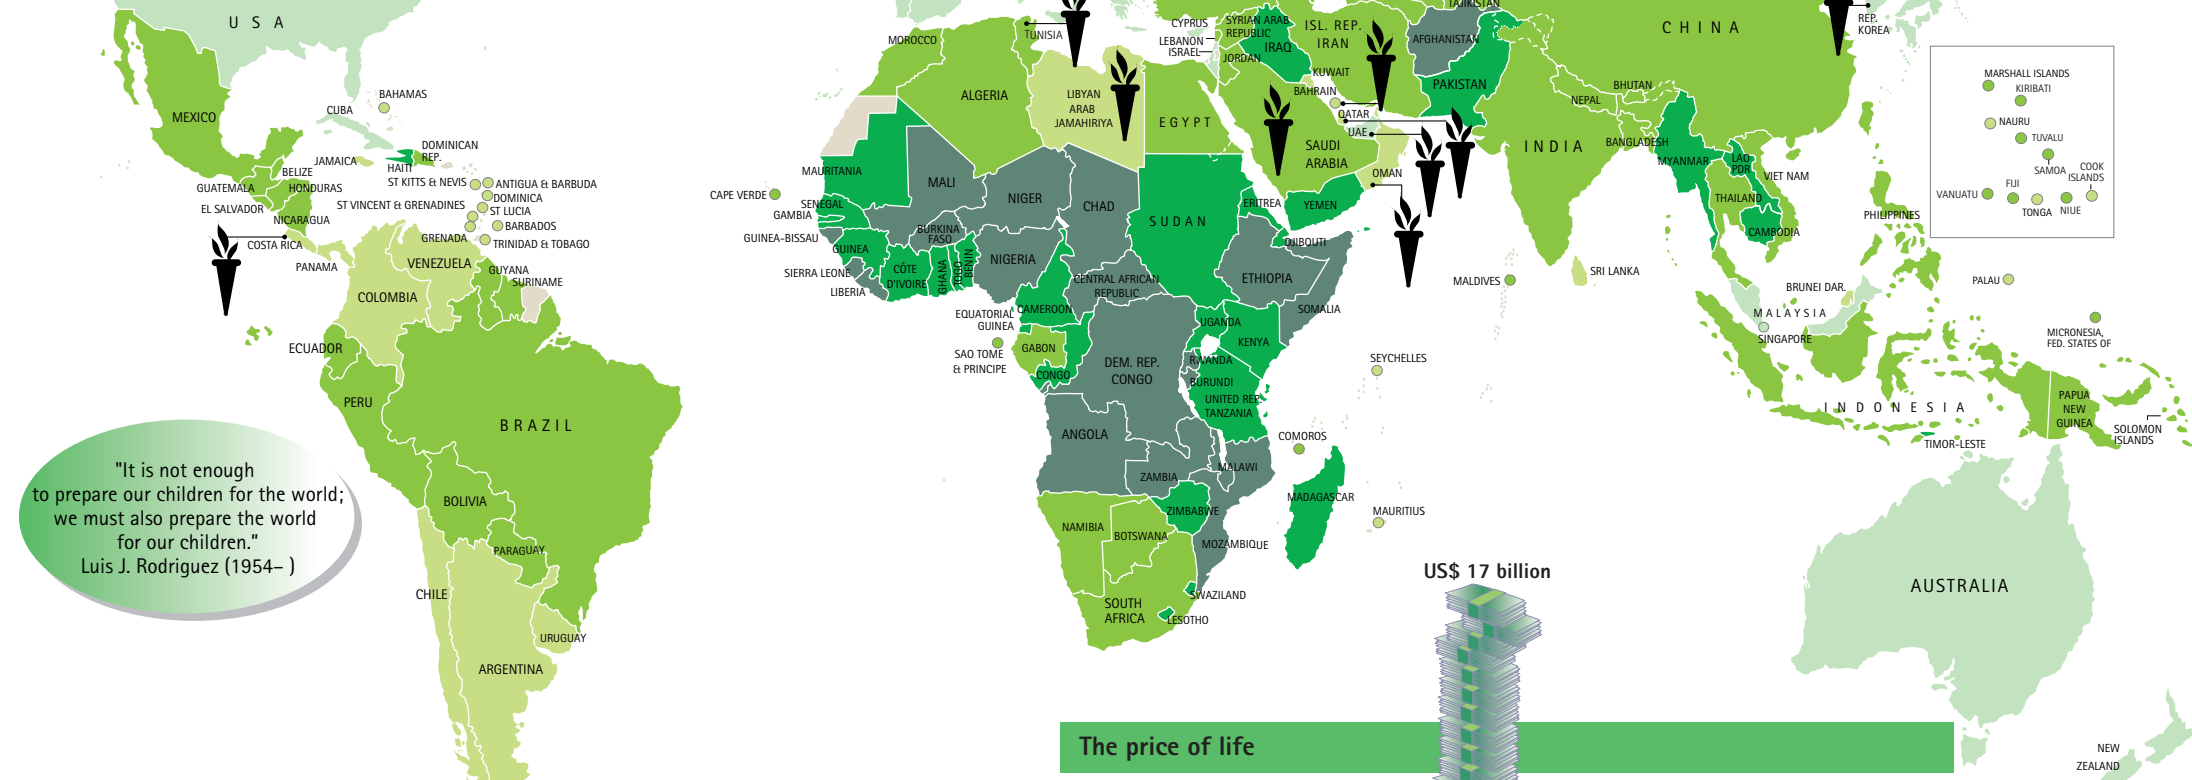 USA
MEXICO
CUBA
BAHAMAS
JAMAICA
HAITI
DOMINICAN
REP.
BELIZE
GUATEMALA
HONDURAS
EL SALVADOR
NICARAGUA
COSTA RICA
PANAMA
ST KITTS & NEVIS
ANTIGUA & BARBUDA
DOMINICA
ST VINCENT & GRENADINES
ST LUCIA
BARBADOS
GRENADA
TRINIDAD & TOBAGO
VENEZUELA
GUYANA
SURINAME
COLOMBIA
ECUADOR
PERU
BRAZIL
BOLIVIA
PARAGUAY
CHILE
URUGUAY
ARGENTINA
"It is not enough
to prepare our children for the world;
we must also prepare the world
for our children."
Luis J. Rodriguez (1954– )
MOROCCO
TUNISIA
ALGERIA
LIBYAN
ARAB
JAMAHIRIYA
EGYPT
CAPE VERDE
MAURITANIA
MALI
NIGER
CHAD
SUDAN
ERITREA
SENEGAL
GAMBIA
GUINEA-BISSAU
GUINEA
SIERRA LEONE
LIBERIA
CÔTE
D'IVOIRE
BURKINA
FASO
GHANA
TOGO
BENIN
NIGERIA
CAMEROON
CENTRAL AFRICAN
REPUBLIC
DJIBOUTI
ETHIOPIA
SOMALIA
EQUATORIAL
GUINEA
SAO TOME
& PRINCIPE
GABON
CONGO
DEM. REP.
CONGO
UGANDA
KENYA
RWANDA
BURUNDI
UNITED REP.
TANZANIA
ANGOLA
ZAMBIA
MALAWI
COMOROS
SEYCHELLES
MADAGASCAR
MAURITIUS
ZIMBABWE
NAMIBIA
BOTSWANA
MOZAMBIQUE
SWAZILAND
LESOTHO
SOUTH
AFRICA
CYPRUS
LEBANON
ISRAEL
SYRIAN ARAB
REPUBLIC
JORDAN
IRAQ
ISL. REP.
IRAN
KUWAIT
BAHRAIN
QATAR
UAE
SAUDI
ARABIA
OMAN
YEMEN
TAJIKISTAN
AFGHANISTAN
PAKISTAN
INDIA
NEPAL
BHUTAN
BANGLADESH
MYANMAR
CHINA
REP.
KOREA
LAO
PDR
VIET NAM
THAILAND
CAMBODIA
PHILIPPINES
MALDIVES
SRI LANKA
BRUNEI DAR.
MALAYSIA
SINGAPORE
INDONESIA
TIMOR-LESTE
PAPUA
NEW
GUINEA
SOLOMON
ISLANDS
PALAU
MICRONESIA,
FED. STATES OF
MARSHALL ISLANDS
KIRIBATI
NAURU
TUVALU
SAMOA
COOK
ISLANDS
VANUATU
FIJI
TONGA
NIUE
AUSTRALIA
NEW
ZEALAND
US$ 17 billion
The price of life